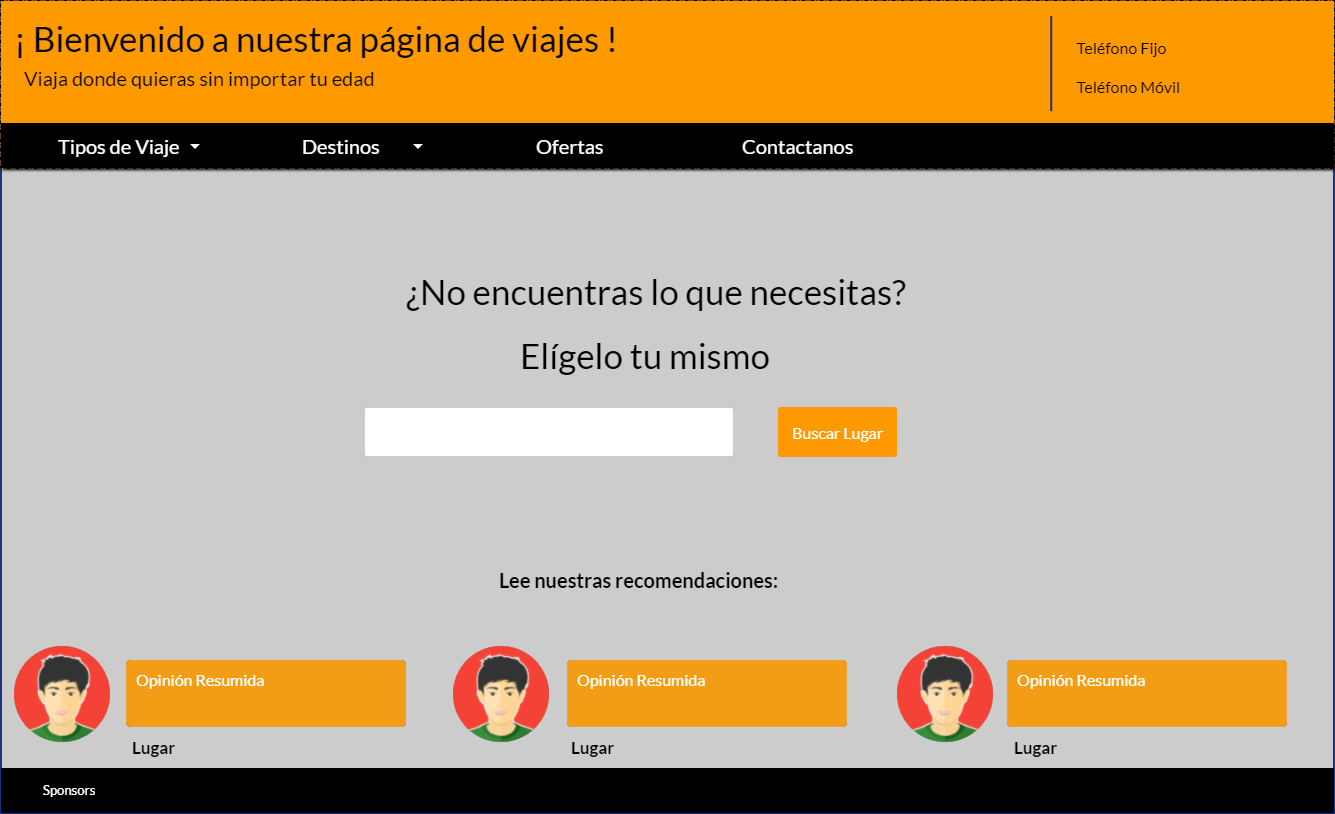 ¡ Bienvenido a nuestra página de viajes !
Viaja donde quieras sin importar tu edad
Teléfono Fijo
Teléfono Móvil
Tipos de Viaje
Destinos
Ofertas
Contactanos
¿No encuentras lo que necesitas?
Elígelo tu mismo
Buscar Lugar
Lee nuestras recomendaciones:
Opinión Resumida
Lugar
Opinión Resumida
Lugar
Opinión Resumida
Lugar
Sponsors